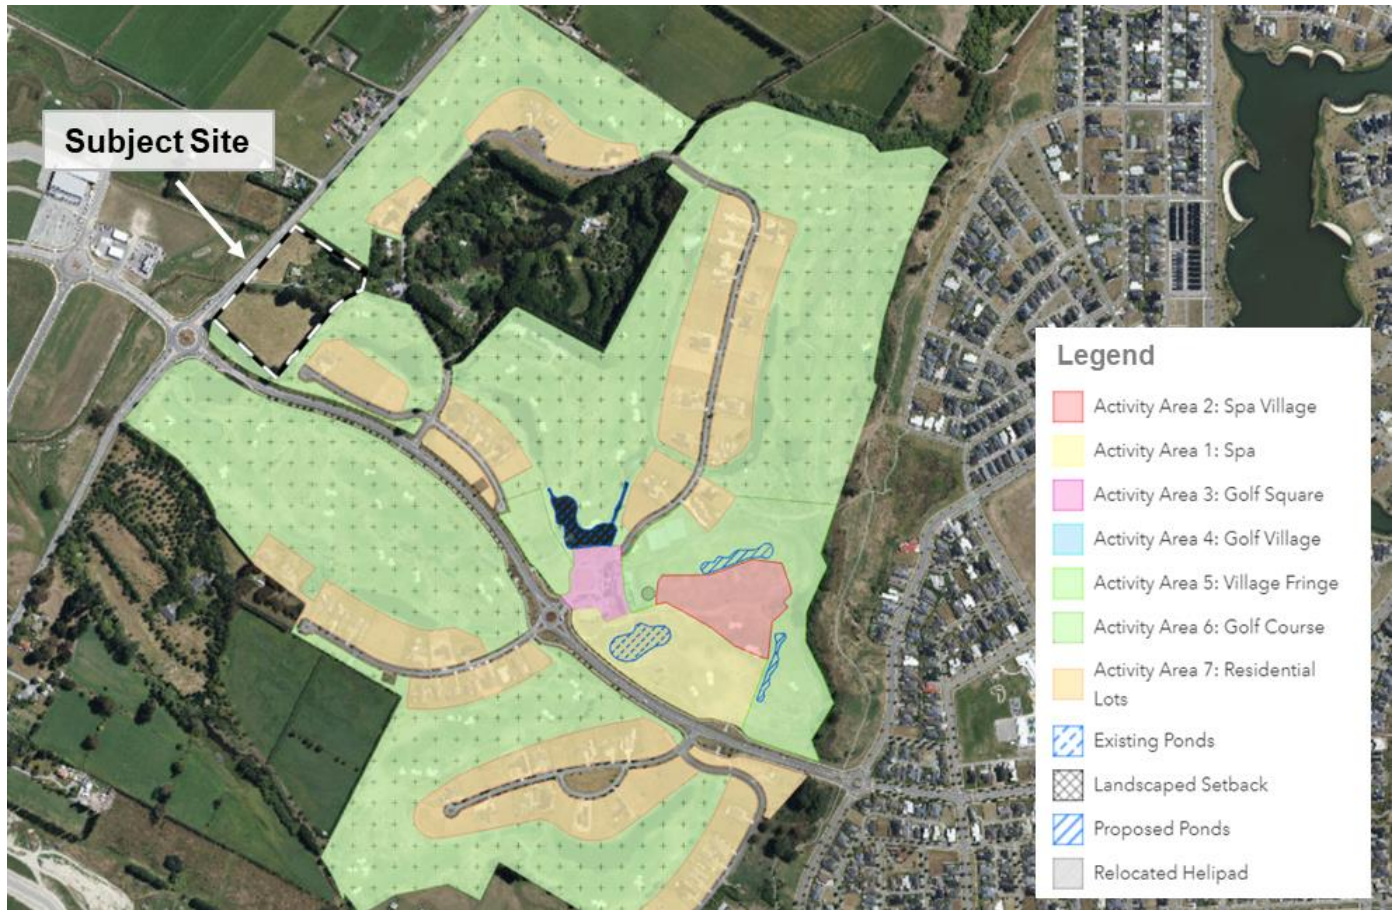 Subject Site
Legend
Activity Area 2: Spa Village
Activity Area 1: Spa
Activity Area 3: Golf Square
Activity Area 4: Golf Village
Activity Area 5: Village Fringe
Activity Area 6: Golf Course
Activity Area 7: Residential
Lots
Existing Ponds
Landscaped Setback
Proposed Ponds
Relocated Helipad